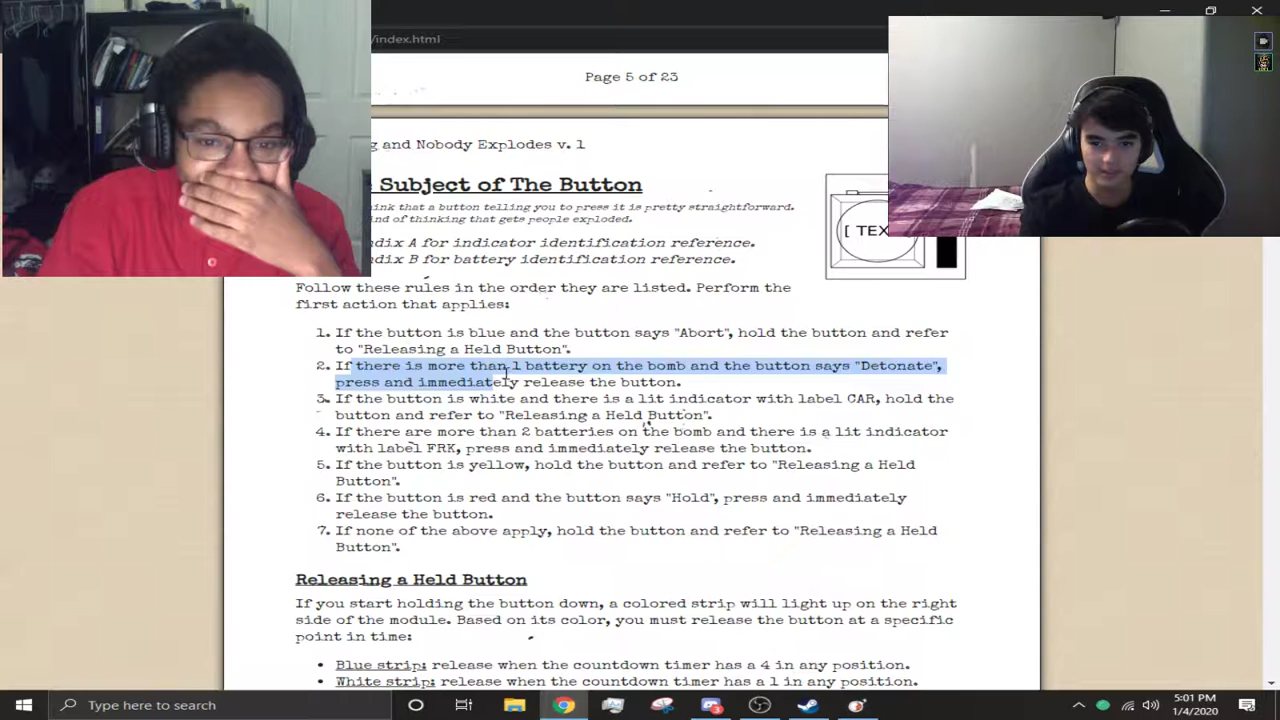 /index.html
Page 5 of 23
g and Nobody Explodes v. 1
Subject of The Button
hink that a button telling you to press it is pretty straightforward.
ind of thinking that gets people exploded.
ndix A for indicator identification reference.
ndix B for battery identification reference.
[ TEX
Follow these rules in the order they are listed. Perform the
first action that applies:
1. If the button is blue and the button says "Abort", hold the button and refer
to "Releasing a Held Button".
2. If there is more than 1 battery on the bomb and the button says "Detonate",
press and immediately release the button.
3. If the button is white and there is a lit indicator with label CAR, hold the
button and refer to "Releasing a Held Button".
4. If there are more than 2 batteries on the bomb and there is a lit indicator
with label FRK, press and immediately release the button.
5. If the button is yellow, hold the button and refer to "Releasing a Held
Button".
6. If the button is red and the button says "Hold", press and immediately
release the button.
7. If none of the above apply, hold the button and refer to "Releasing a Held
Button".
Releasing a Held Button
If you start holding the button down, a colored strip will light up on the right
side of the module. Based on its color, you must release the button at a specific
point in time:
• Blue strip: release when the countdown timer has a 4 in any position.
• White strip: release when the countdown timer has a 1 in any position.
Type here to search
5:01 PM
1/4/2020